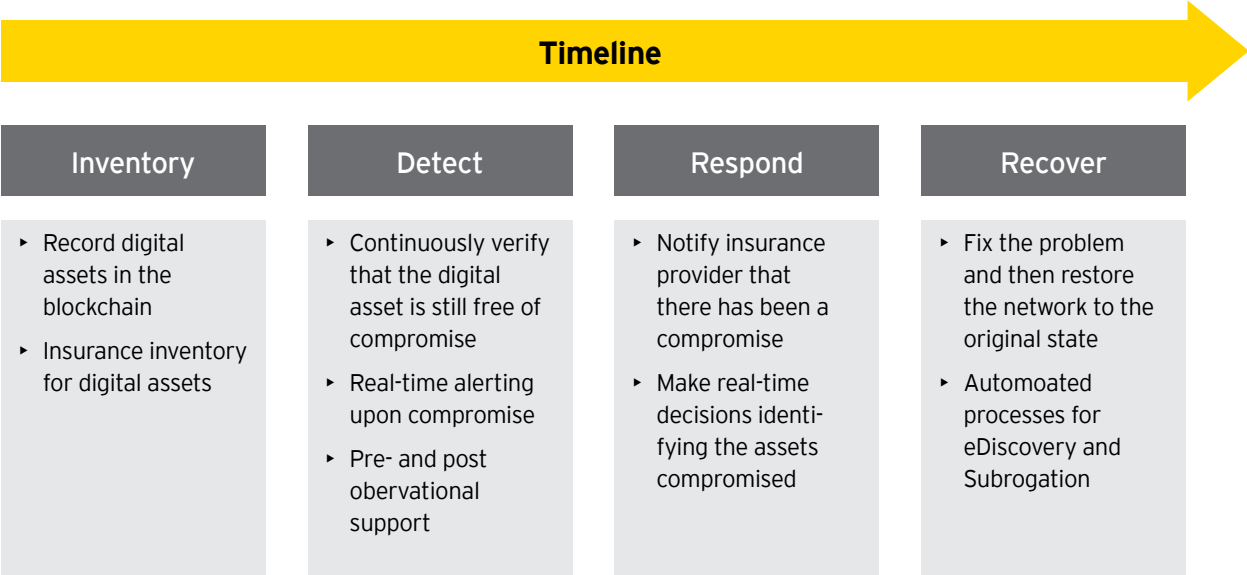 Timeline
Inventory
‣ Record digital
assets in the
blockchain
‣ Insurance inventory
for digital assets
Detect
‣ Continuously verify
that the digital
asset is still free of
compromise
‣ Real-time alerting
upon compromise
‣ Pre- and post
obervational
support
Respond
‣ Notify insurance
provider that
there has been a
compromise
‣ Make real-time
decisions identi-
fying the assets
compromised
Recover
‣ Fix the problem
and then restore
the network to the
original state
‣ Automoated
processes for
eDiscovery and
Subrogation